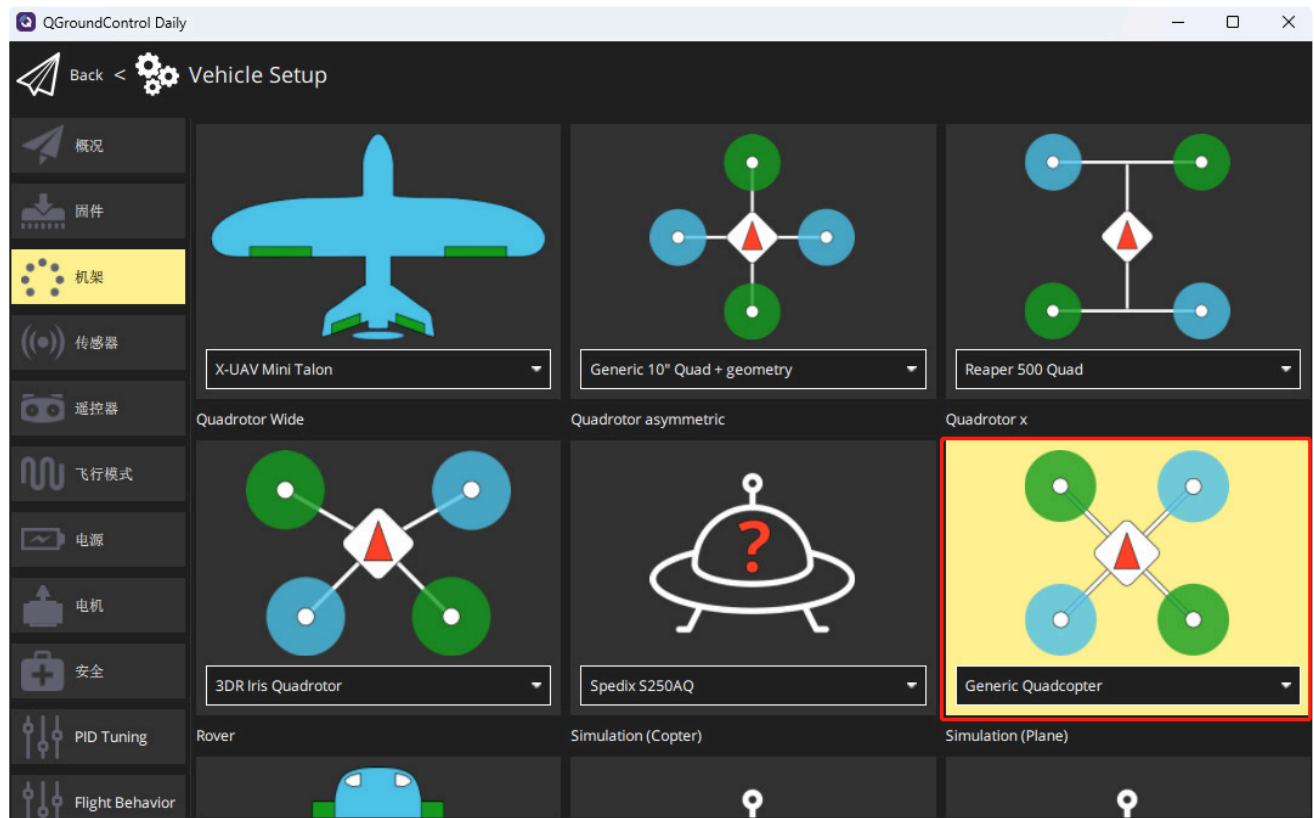 QGroundControl Daily
Back < Vehicle Setup
概况
固件
机架
传感器
遥控器
飞行模式
电源
电机
安全
PID Tuning
Flight Behavior
X-UAV Mini Talon
Generic 10" Quad + geometry
Reaper 500 Quad
Quadrotor Wide
Quadrotor asymmetric
Quadrotor x
?
3DR Iris Quadrotor
Spedix S250AQ
Generic Quadcopter
Rover
Simulation (Copter)
Simulation (Plane)